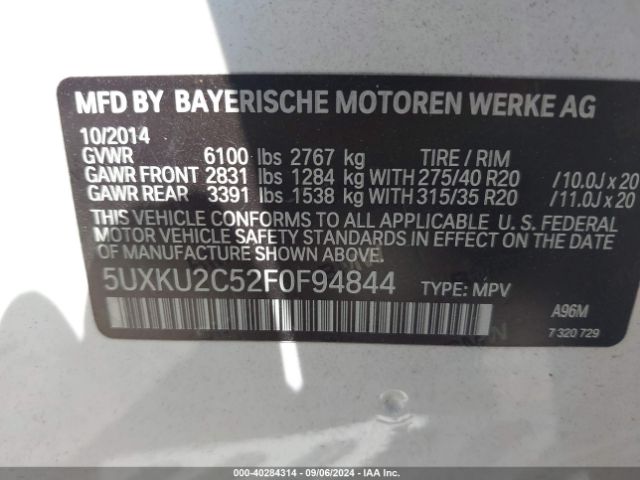 MFD BY BAYERISCHE MOTOREN WERKE AG
10/2014
GVWR 6100 lbs 2767 kg TIRE / RIM
GAWR FRONT 2831 lbs 1284 kg WITH 275/40 R20 /10.0J x 20
GAWR REAR 3391 lbs 1538 kg WITH 315/35 R20 /11.0J x 20
THIS VEHICLE CONFORMS TO ALL APPLICABLE U. S. FEDERAL
MOTOR VEHICLE SAFETY STANDARDS IN EFFECT ON THE DATE
OF MANUFACTURE SHOWN ABOVE.
5UXKU2C52F0F94844 TYPE: MPV
A96M
7 320 729
000-40284314 - 09/06/2024 - IAA Inc.